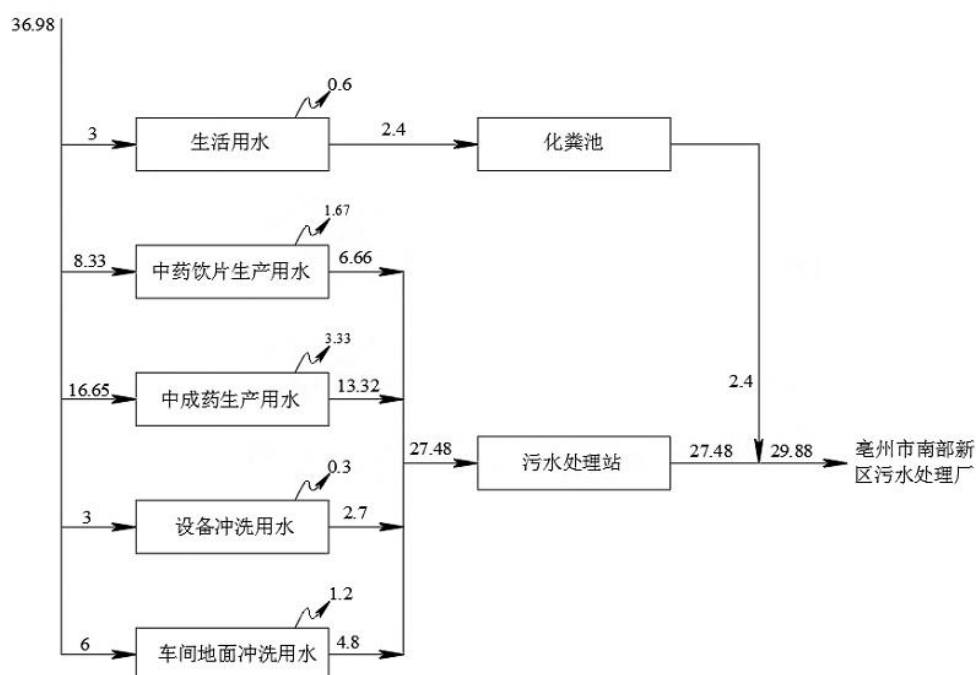 36.98
0.6
3
生活用水
2.4
化粪池
1.67
8.33
中药饮片生产用水
6.66
3.33
16.65
中成药生产用水
13.32
2.4
27.48
污水处理站
27.48
29.88
亳州市南部新
区污水处理厂
0.3
3
设备冲洗用水
2.7
1.2
6
车间地面冲洗用水
4.8